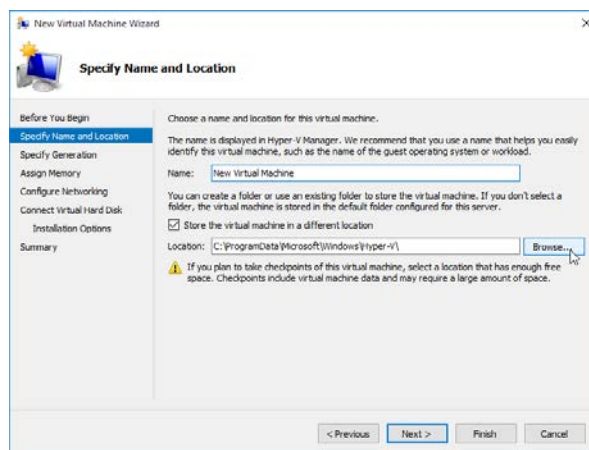 New Virtual Machine Wizard
Specify Name and Location
Before You Begin
Specify Name and Location
Specify Generation
Assign Memory
Configure Networking
Connect Virtual Hard Disk
Installation Options
Summary
Choose a name and location for this virtual machine.
The name is displayed in Hyper-V Manager. We recommend that you use a name that helps you easily
identify this virtual machine, such as the name of the guest operating system or workload.
Name: New Virtual Machine
You can create a folder or use an existing folder to store the virtual machine. If you don't select a
folder, the virtual machine is stored in the default folder configured for this server.
Store the virtual machine in a different location
Location: C:\ProgramData\Microsoft\Windows\Hyper-V\ Browse...
If you plan to take checkpoints of this virtual machine, select a location that has enough free
space. Checkpoints include virtual machine data and may require a large amount of space.
< Previous Next > Finish Cancel